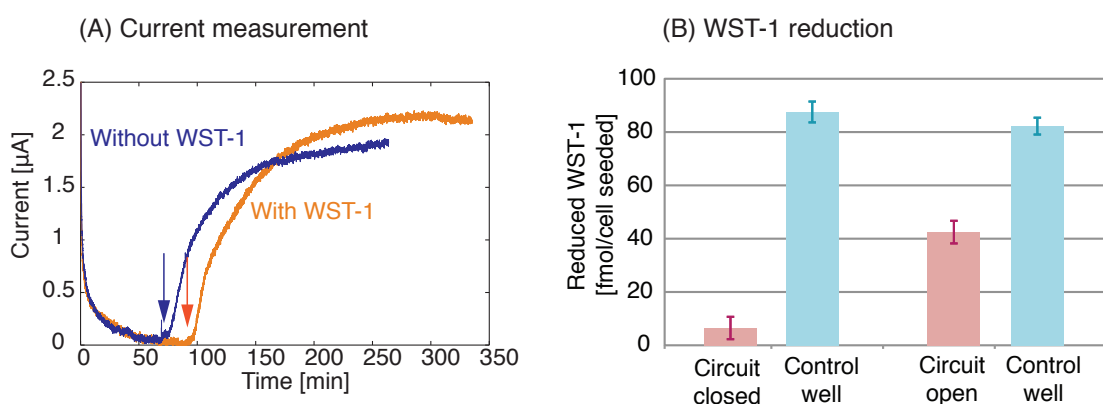 (A) Current measurement
2.5
2
1.5
1
0.5
0
Current [µA]
Without WST-1
With WST-1
0 50 100 150 200 250 300 350
Time [min]
(B) WST-1 reduction
100
80
60
40
20
0
Reduced WST-1
[fmol/cell seeded]
Circuit Control Circuit Control
closed well open well